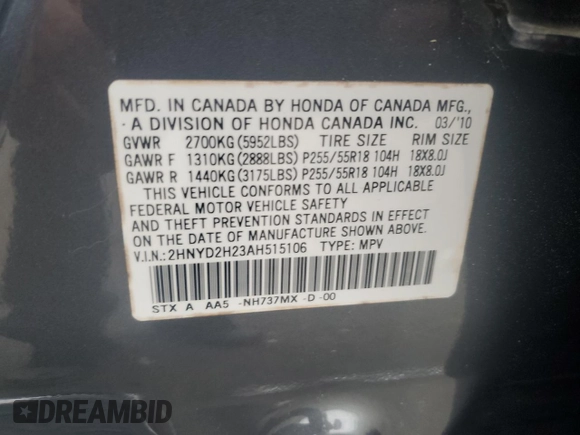 MFD. IN CANADA BY HONDA OF CANADA MFG.,
A DIVISION OF HONDA CANADA INC. 03/'10
GVWR 2700KG(5952LBS) TIRE SIZE RIM SIZE
GAWR F 1310KG(2888LBS) P255/55R18 104H 18X8.0J
GAWR R 1440KG(3175LBS) P255/55R18 104H 18X8.0J
THIS VEHICLE CONFORMS TO ALL APPLICABLE
FEDERAL MOTOR VEHICLE SAFETY
AND THEFT PREVENTION STANDARDS IN EFFECT
ON THE DATE OF MANUFACTURE SHOWN ABOVE.
V.I.N.:2HNYD2H23AH515106 TYPE: MPV
STX A AA5 -NH737MX -D -00
DREAMBID